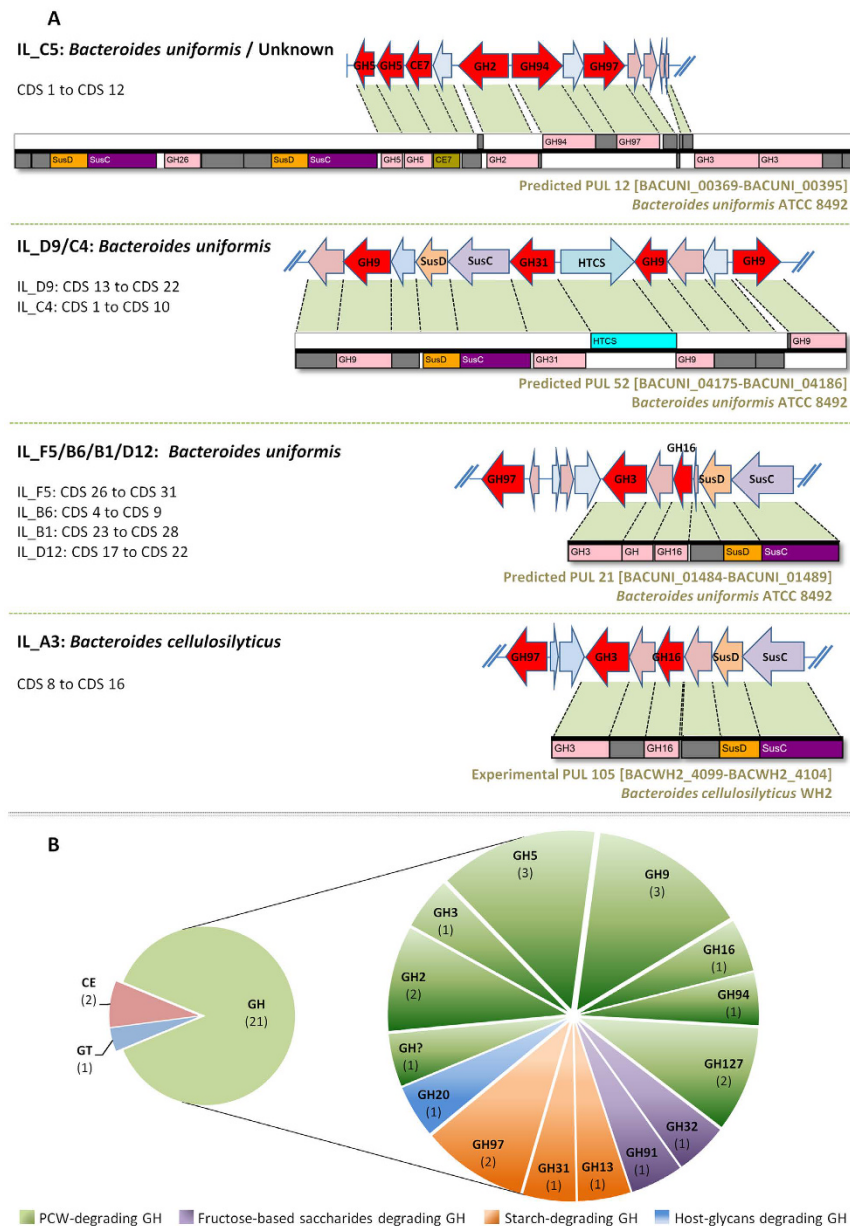 A
IL_C5: Bacteroides uniformis / Unknown
CDS 1 to CDS 12
GH5 GH5 CE7 GH2 GH94 GH97
GH94 GH97
SusD SusC GH26 SusD SusC GH5 GH5 CE7 GH2 GH3 GH3
Predicted PUL 12 [BACUNI_00369-BACUNI_00395]
Bacteroides uniformis ATCC 8492
IL_D9/C4: Bacteroides uniformis
IL_D9: CDS 13 to CDS 22
IL_C4: CDS 1 to CDS 10
GH9 SusD SusC GH31 HTCS GH9 GH9
HTCS GH9
GH9 SusD SusC GH31 GH9
Predicted PUL 52 [BACUNI_04175-BACUNI_04186]
Bacteroides uniformis ATCC 8492
IL_F5/B6/B1/D12: Bacteroides uniformis
IL_F5: CDS 26 to CDS 31
IL_B6: CDS 4 to CDS 9
IL_B1: CDS 23 to CDS 28
IL_D12: CDS 17 to CDS 22
GH16
GH97 GH3 SusD SusC
GH3 GH GH16 SusD SusC
Predicted PUL 21 [BACUNI_01484-BACUNI_01489]
Bacteroides uniformis ATCC 8492
IL_A3: Bacteroides cellulosilyticus
CDS 8 to CDS 16
GH97 GH3 GH16 SusD SusC
GH3 GH16 SusD SusC
Experimental PUL 105 [BACWH2_4099-BACWH2_4104]
Bacteroides cellulosilyticus WH2
B
CE
(2)
GT
(1)
GH
(21)
GH5
(3)
GH9
(3)
GH3
(1)
GH16
(1)
GH2
(2)
GH94
(1)
GH?
(1)
GH127
(2)
GH20
(1)
GH32
(1)
GH97
(2)
GH31
(1)
GH13
(1)
GH91
(1)
PCW-degrading GH
Fructose-based saccharides degrading GH
Starch-degrading GH
Host-glycans degrading GH